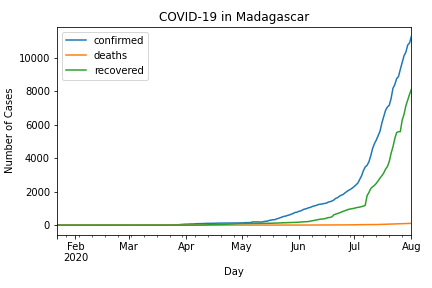 COVID-19 in Madagascar
confirmed
deaths
recovered
Number of Cases
10000
8000
6000
4000
2000
0
Feb Mar Apr May Jun Jul Aug
2020
Day